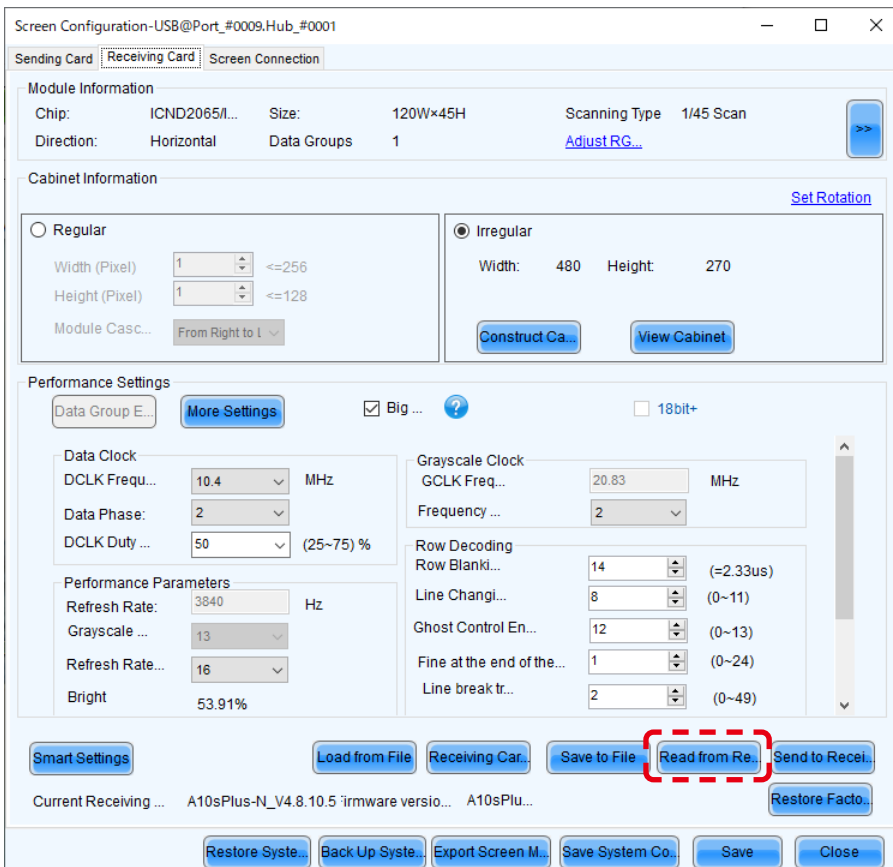 Screen Configuration-USB@Port_#0009.Hub_#0001
Sending Card Receiving Card Screen Connection
Module Information
Chip: ICND2065/I... Size: 120W×45H Scanning Type 1/45 Scan
Direction: Horizontal Data Groups 1 Adjust RG...
>>
Cabinet Information
Set Rotation
Regular
Width (Pixel) 1 <=256
Height (Pixel) 1 <=128
Module Casc... From Right to L
Irregular
Width: 480 Height: 270
Construct Ca... View Cabinet
Performance Settings
Data Group E... More Settings Big ... ? 18bit+
Data Clock
DCLK Frequ... 10.4 MHz
Data Phase: 2
DCLK Duty ... 50 (25~75) %
Performance Parameters
Refresh Rate: 3840 Hz
Grayscale ... 13
Refresh Rate... 16
Bright 53.91%
Grayscale Clock
GCLK Freq... 20.83 MHz
Frequency ... 2
Row Decoding
Row Blanki... 14 (=2.33us)
Line Changi... 8 (0~11)
Ghost Control En... 12 (0~13)
Fine at the end of the... 1 (0~24)
Line break tr... 2 (0~49)
Smart Settings Load from File Receiving Car... Save to File Read from Re... Send to Recei...
Current Receiving ... A10sPlus-N_V4.8.10.5 irmware versio... A10sPlu... Restore Facto...
Restore Syste... Back Up Syste... Export Screen M... Save System Co... Save Close